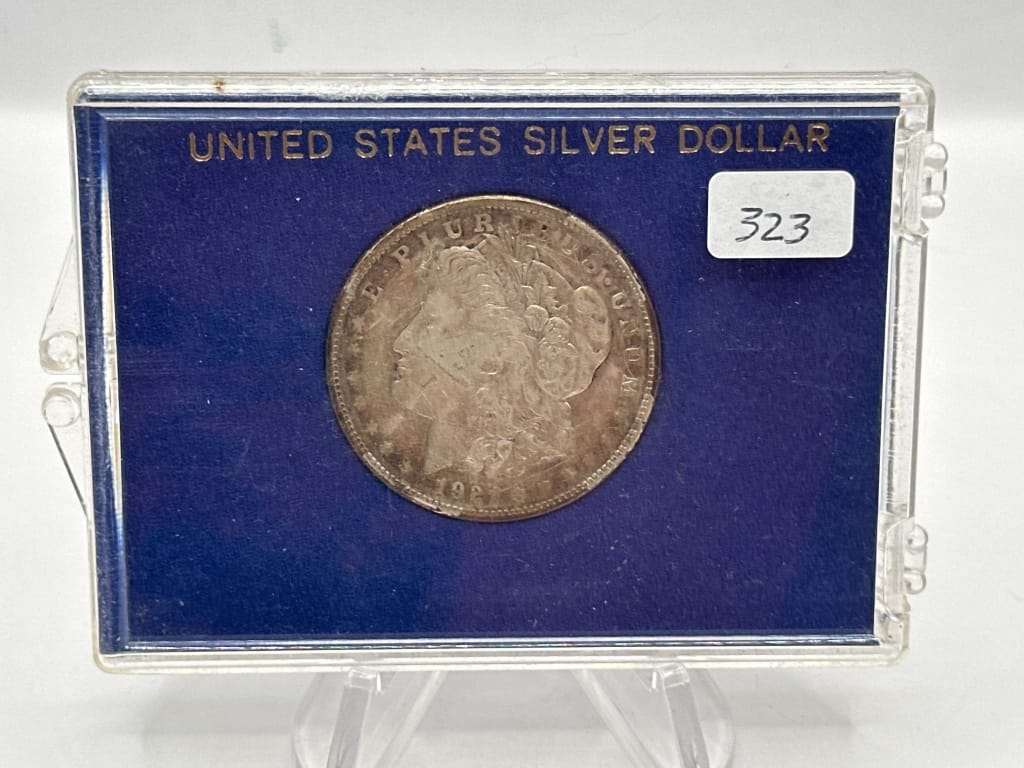 UNITED STATES SILVER DOLLAR
323
E·PLURIBUS·UNUM